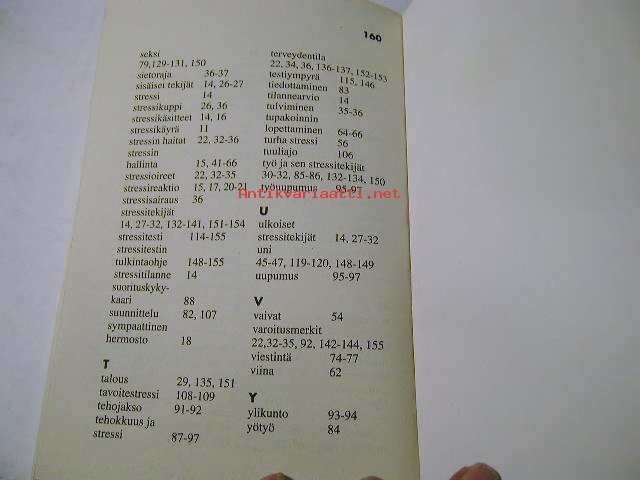 160
seksi
79,129-131, 150
sietoraja 36-37
sisäiset tekijät 14, 26-27
stressi 14
stressikuppi 26, 36
stressikäsitteet 14, 16
stressikäyrä 11
stressin haitat 22, 32-36
stressin
hallinta 15, 41-66
stressioireet 22, 32-35
stressireaktio 15, 17, 20-21
stressisairaus 36
stressitekijät
14, 27-32, 132-141, 151-154
stressitesti 114-155
stressitestin
tulkintaohje 148-155
stressitilanne 14
suorituskyky-
kaari 88
suunnittelu 82, 107
sympaattinen
hermosto 18
T
talous 29, 135, 151
tavoitestressi 108-109
tehojakso 91-92
tehokkuus ja
stressi 87-97
terveydentila
22, 34, 36, 136-137, 152-153
testiympyrä 115, 146
tiedottaminen 83
tilannearvio 14
tulviminen 35-36
tupakoinnin
lopettaminen 64-66
turha stressi 56
tuuliajo 106
työ ja sen stressitekijät
30-32, 85-86, 132-134, 150
työuupumus 95-97
Antikvariaatti.net
U
ulkoiset
stressitekijät 14, 27-32
uni
45-47, 119-120, 148-149
uupumus 95-97
V
vaivat 54
varoitusmerkit
22,32-35, 92, 142-144, 155
viestintä 74-77
viina 62
Y
ylikunto 93-94
yötyö 84